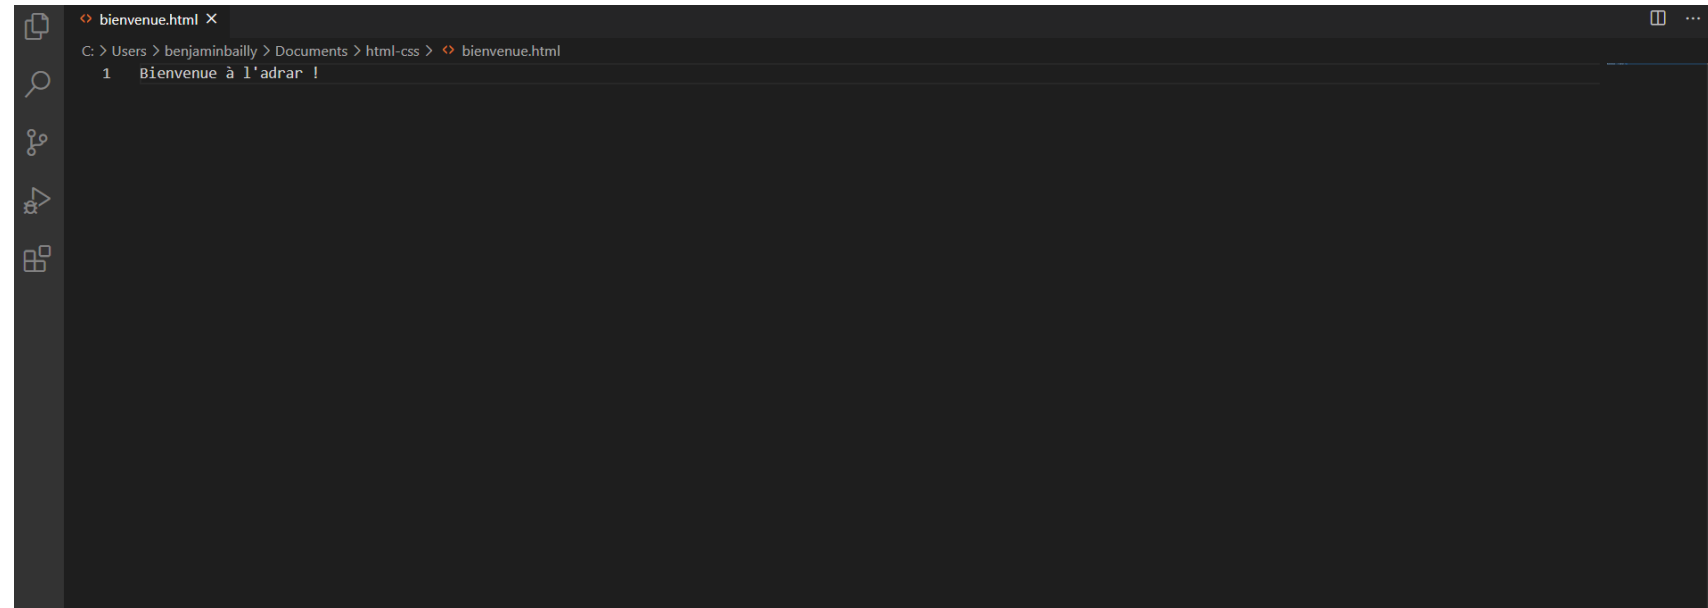 bienvenue.html
C: > Users > benjaminbailly > Documents > html-css > bienvenue.html
1 Bienvenue à l'adrar !